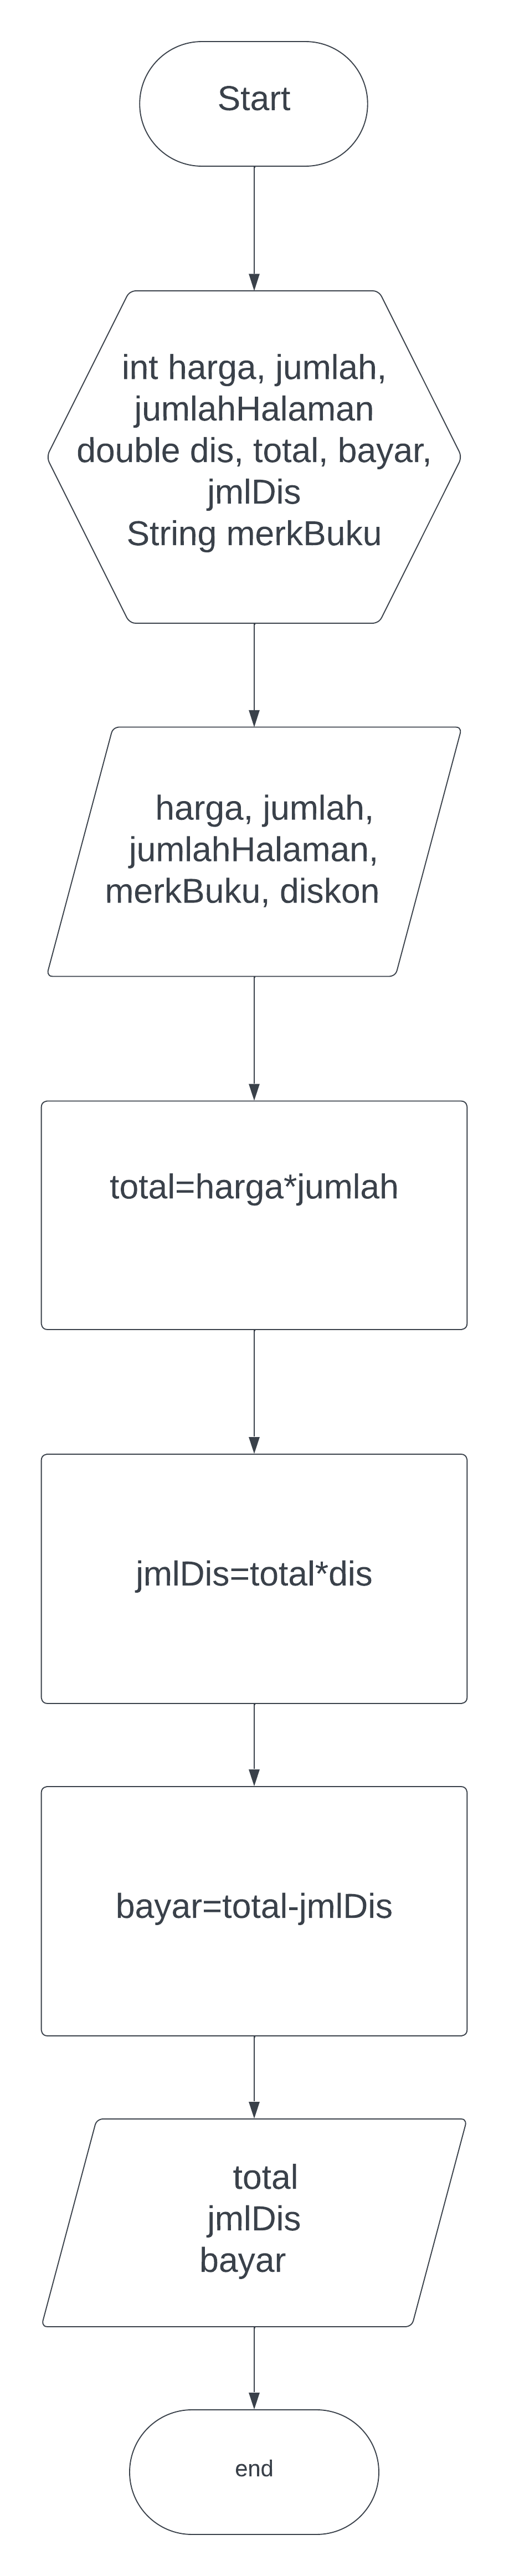 Start
int harga, jumlah,
jumlahHalaman
double dis, total, bayar,
jmlDis
String merkBuku
harga, jumlah,
jumlahHalaman,
merkBuku, diskon
total=harga*jumlah
jmlDis=total*dis
bayar=total-jmlDis
total
jmlDis
bayar
end